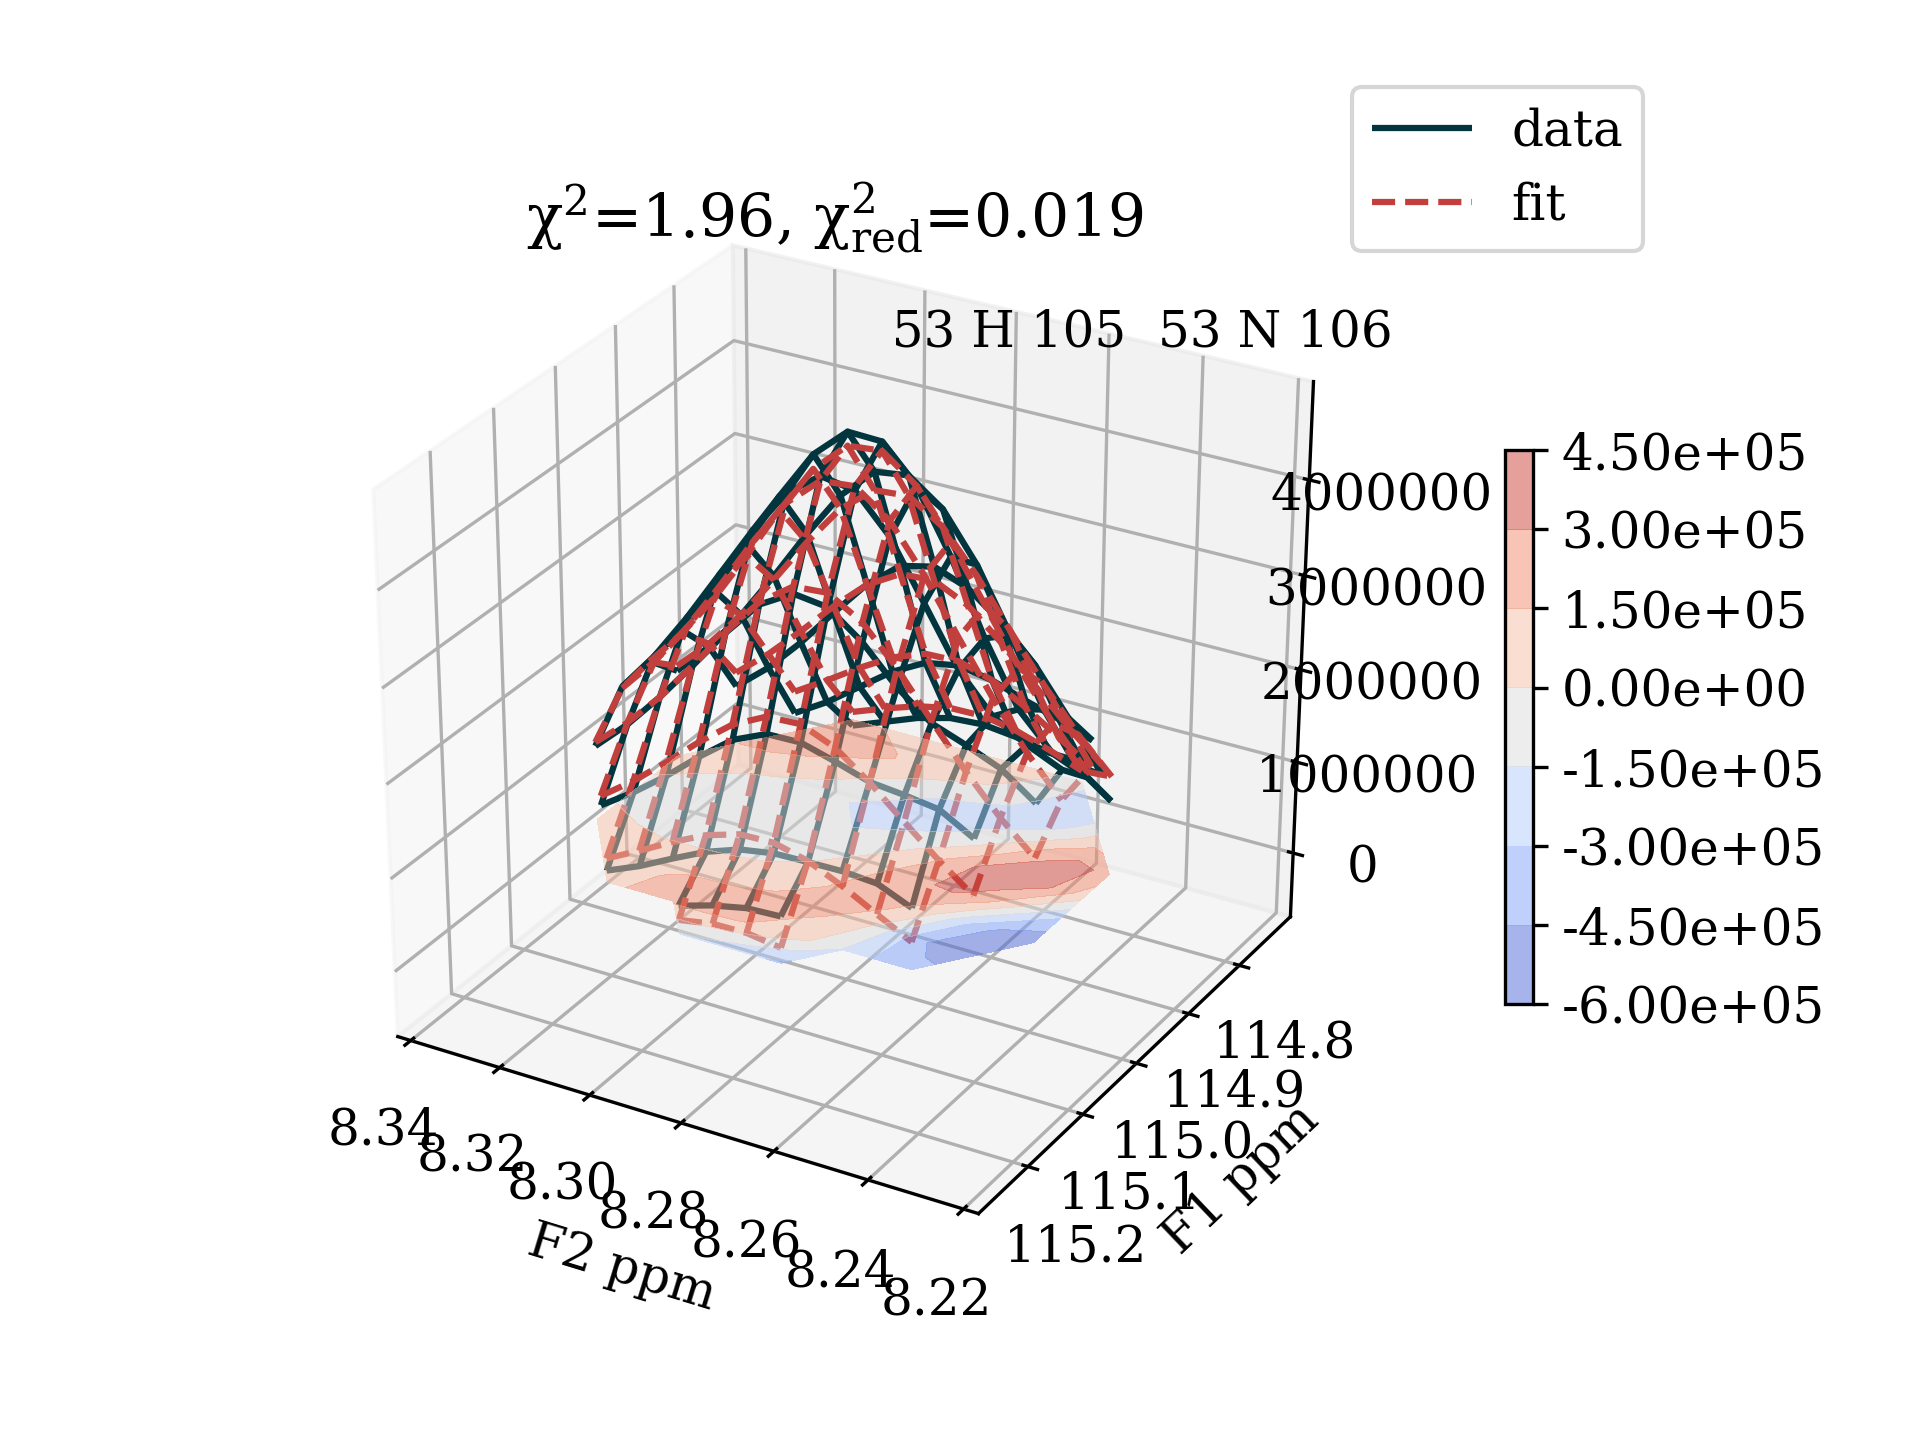 data
fit
χ²=1.96, χ²red=0.019
53 H 105 53 N 106
4000000
3000000
2000000
1000000
0
4.50e+05
3.00e+05
1.50e+05
0.00e+00
-1.50e+05
-3.00e+05
-4.50e+05
-6.00e+05
114.8
114.9
115.0
115.1
115.2
F1 ppm
8.34
8.32
8.30
8.28
8.26
8.24
8.22
F2 ppm